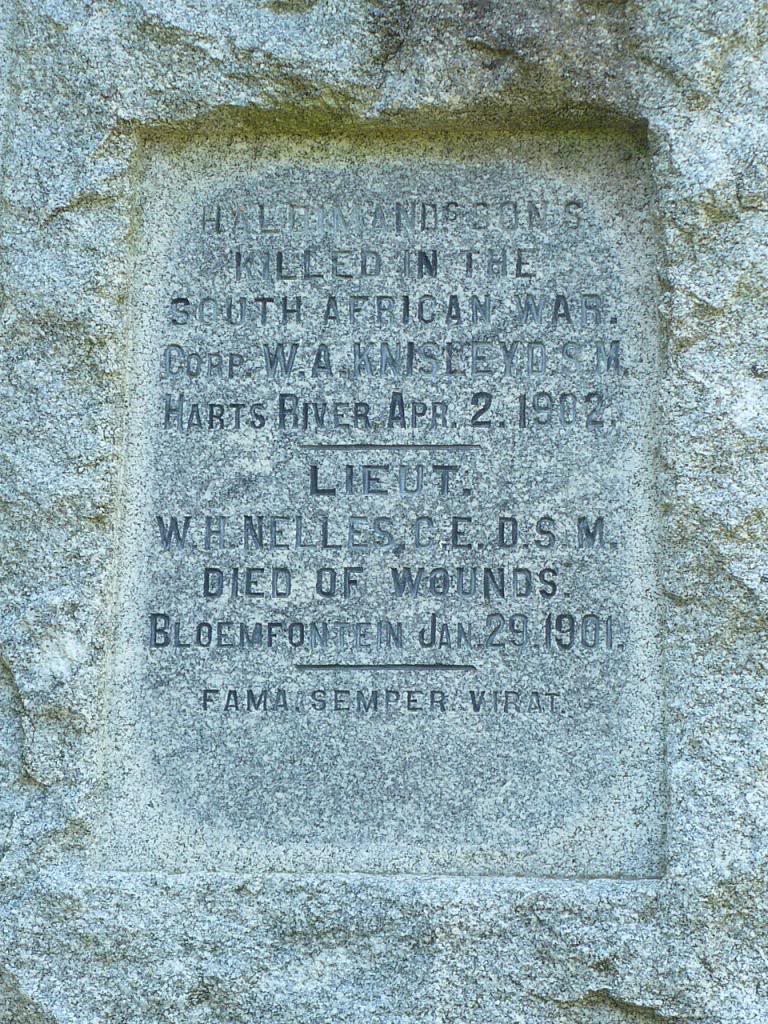 HALDIMANDS SONS
KILLED IN THE
SOUTH AFRICAN WAR.
CORP. W.A. KNISLEY D.S.M.
HARTS RIVER, APR. 2. 1902.
LIEUT.
W.H. NELLES, C.E., D.S.M.
DIED OF WOUNDS.
BLOEMFONTEIN JAN. 29. 1901.
FAMA. SEMPER. VIRAT.